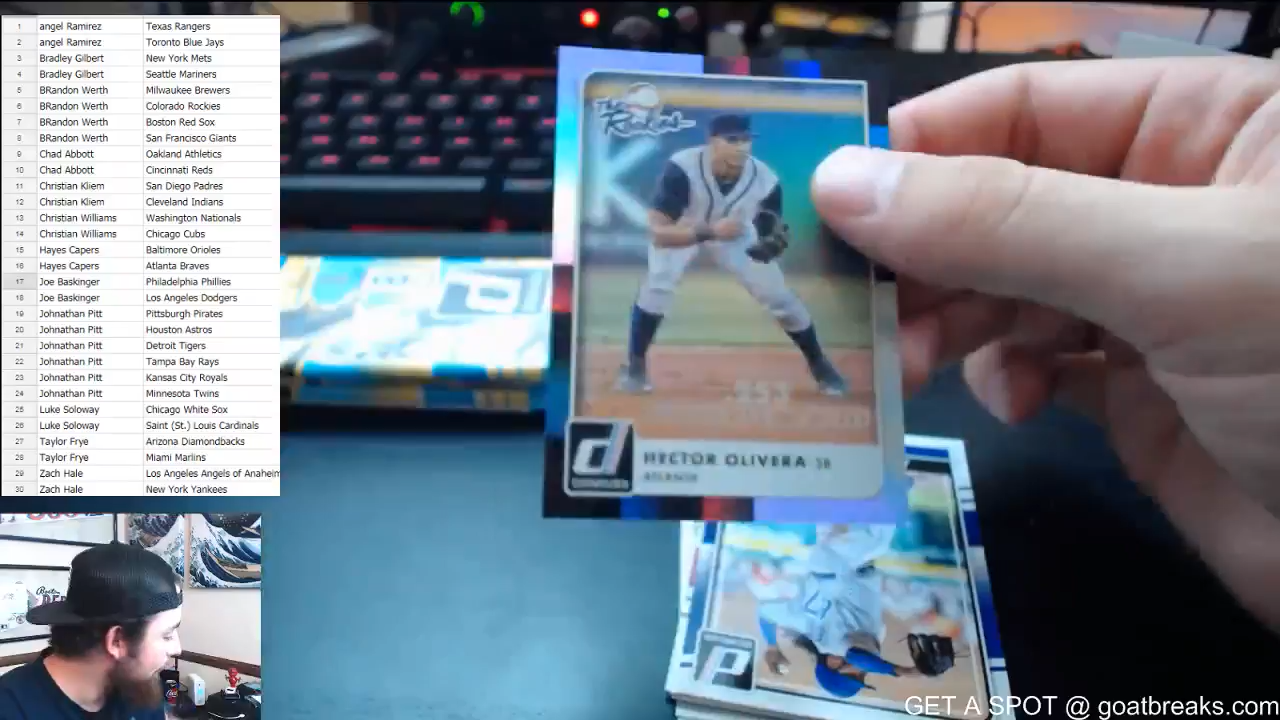 1 angel Ramirez Texas Rangers
2 angel Ramirez Toronto Blue Jays
3 Bradley Gilbert New York Mets
4 Bradley Gilbert Seattle Mariners
5 BRandon Werth Milwaukee Brewers
6 BRandon Werth Colorado Rockies
7 BRandon Werth Boston Red Sox
8 BRandon Werth San Francisco Giants
9 Chad Abbott Oakland Athletics
10 Chad Abbott Cincinnati Reds
11 Christian Kliem San Diego Padres
12 Christian Kliem Cleveland Indians
13 Christian Williams Washington Nationals
14 Christian Williams Chicago Cubs
15 Hayes Capers Baltimore Orioles
16 Hayes Capers Atlanta Braves
17 Joe Baskinger Philadelphia Phillies
18 Joe Baskinger Los Angeles Dodgers
19 Johnathan Pitt Pittsburgh Pirates
20 Johnathan Pitt Houston Astros
21 Johnathan Pitt Detroit Tigers
22 Johnathan Pitt Tampa Bay Rays
23 Johnathan Pitt Kansas City Royals
24 Johnathan Pitt Minnesota Twins
25 Luke Soloway Chicago White Sox
26 Luke Soloway Saint (St.) Louis Cardinals
27 Taylor Frye Arizona Diamondbacks
28 Taylor Frye Miami Marlins
29 Zach Hale Los Angeles Angels of Anaheim
30 Zach Hale New York Yankees
The
Rookies
K
d
HECTOR OLIVERA 3B
ATLANTA
Boston
GET A SPOT @ goatbreaks.com